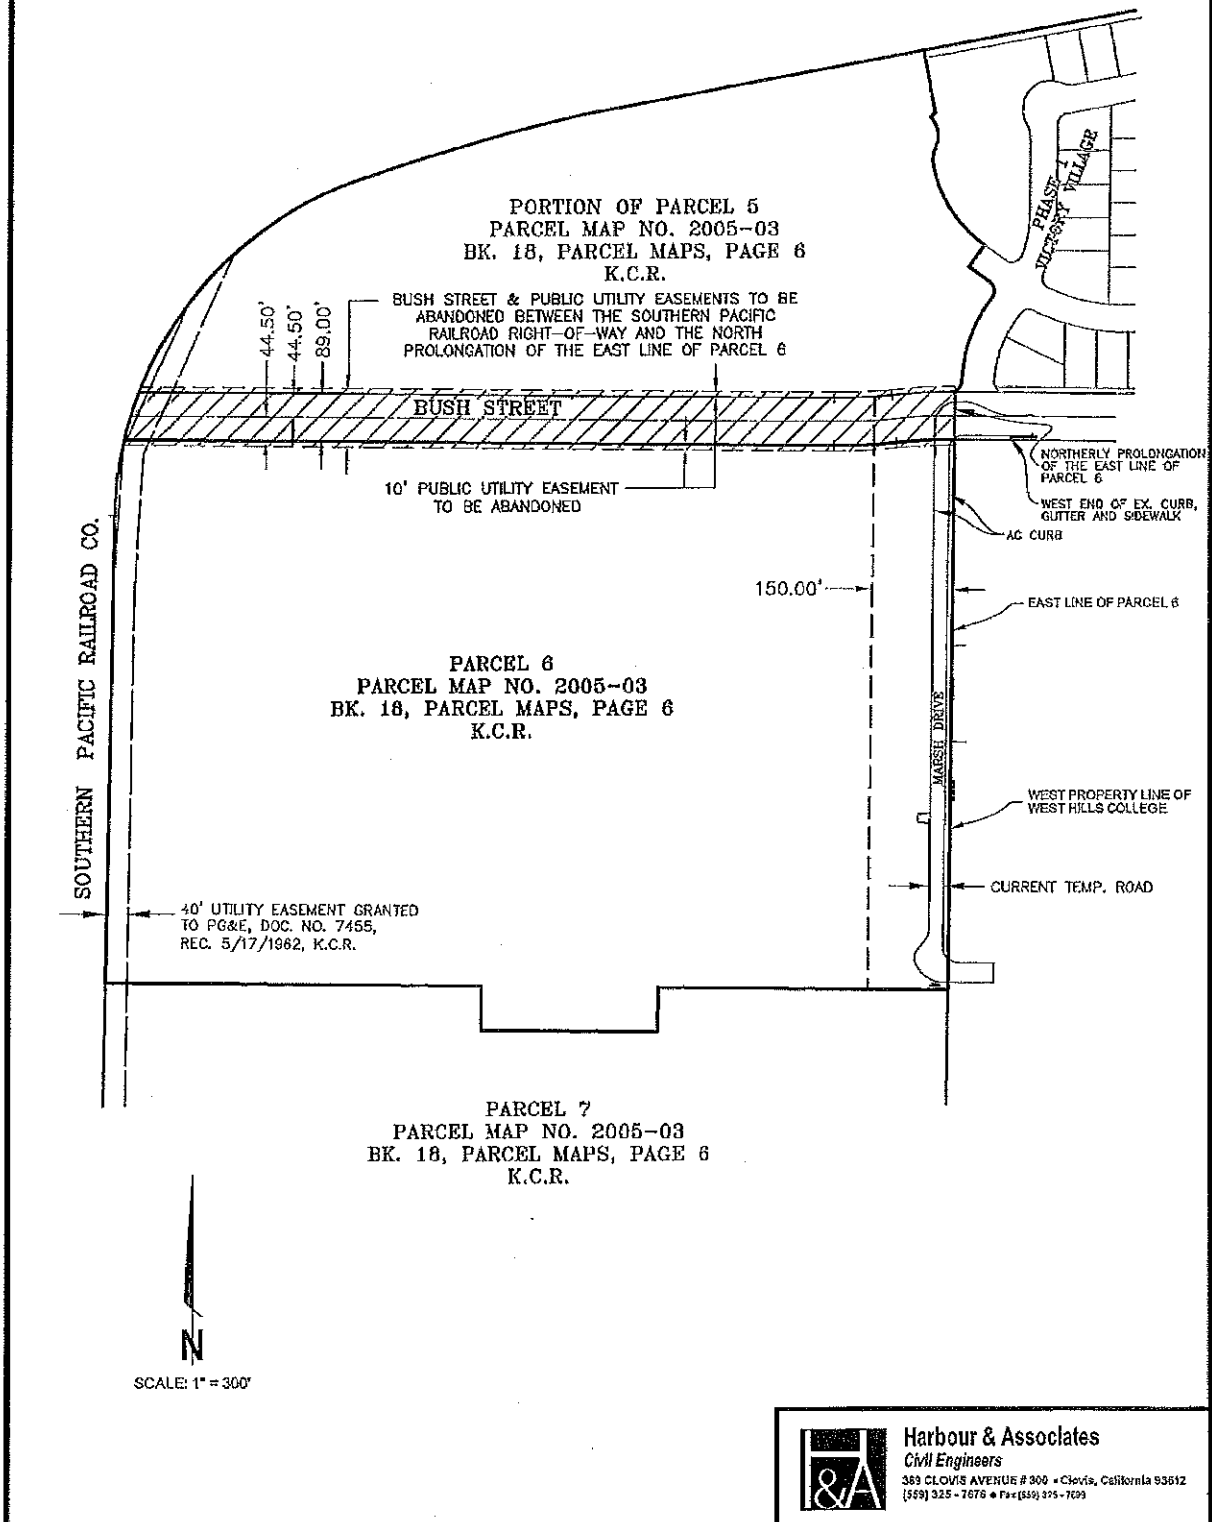 PORTION OF PARCEL 5
PARCEL MAP NO. 2005-03
BK. 18, PARCEL MAPS, PAGE 6
K.C.R.
PHASE 1
VICTORY VILLAGE
BUSH STREET & PUBLIC UTILITY EASEMENTS TO BE
ABANDONED BETWEEN THE SOUTHERN PACIFIC
RAILROAD RIGHT-OF-WAY AND THE NORTH
PROLONGATION OF THE EAST LINE OF PARCEL 6
44.50'
44.50'
89.00'
BUSH STREET
NORTHERLY PROLONGATION
OF THE EAST LINE OF
PARCEL 6
10' PUBLIC UTILITY EASEMENT
TO BE ABANDONED
WEST END OF EX. CURB,
GUTTER AND SIDEWALK
AC CURB
150.00'
EAST LINE OF PARCEL 6
SOUTHERN PACIFIC RAILROAD CO.
PARCEL 6
PARCEL MAP NO. 2005-03
BK. 18, PARCEL MAPS, PAGE 6
K.C.R.
MARSH DRIVE
WEST PROPERTY LINE OF
WEST HILLS COLLEGE
CURRENT TEMP. ROAD
40' UTILITY EASEMENT GRANTED
TO PG&E, DOC. NO. 7455,
REC. 5/17/1962, K.C.R.
PARCEL 7
PARCEL MAP NO. 2005-03
BK. 18, PARCEL MAPS, PAGE 6
K.C.R.
N
SCALE: 1" = 300'
H&A
Harbour & Associates
Civil Engineers
389 CLOVIS AVENUE # 300 • Clovis, California 93612
(559) 325 - 7676 • Fax (559) 325 - 7699